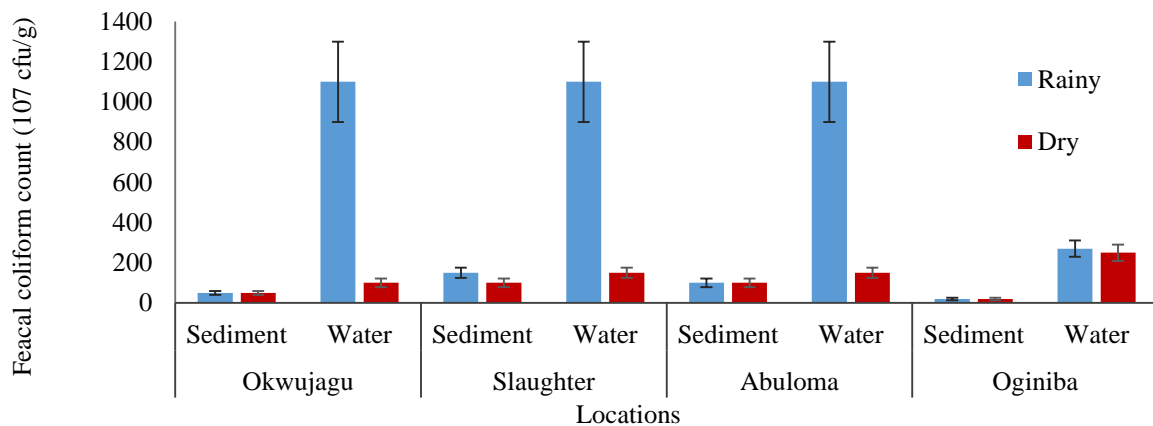 Feacal coliform count (107 cfu/g)
1400
1200
1000
800
600
400
200
0
Rainy
Dry
Sediment Water Sediment Water Sediment Water Sediment Water
Okwujagu Slaughter Abuloma Oginiba
Locations